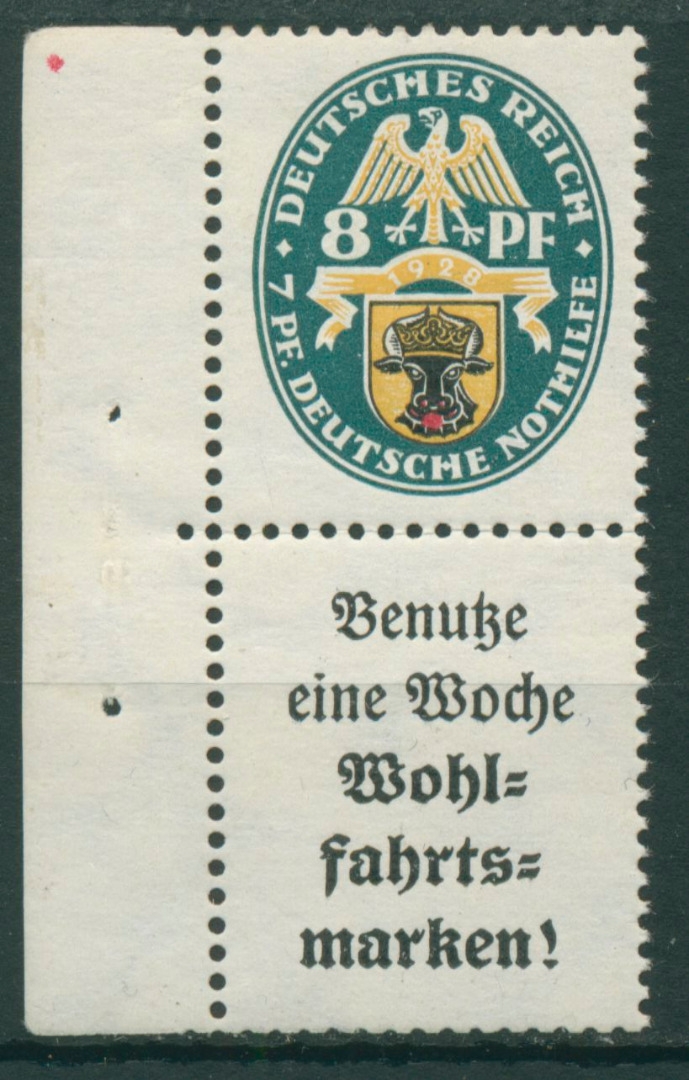 DEUTSCHES REICH
8 PF
1928
7 PF. DEUTSCHE NOTHILFE
Benutze
eine Woche
Wohl=
fahrts=
marken!